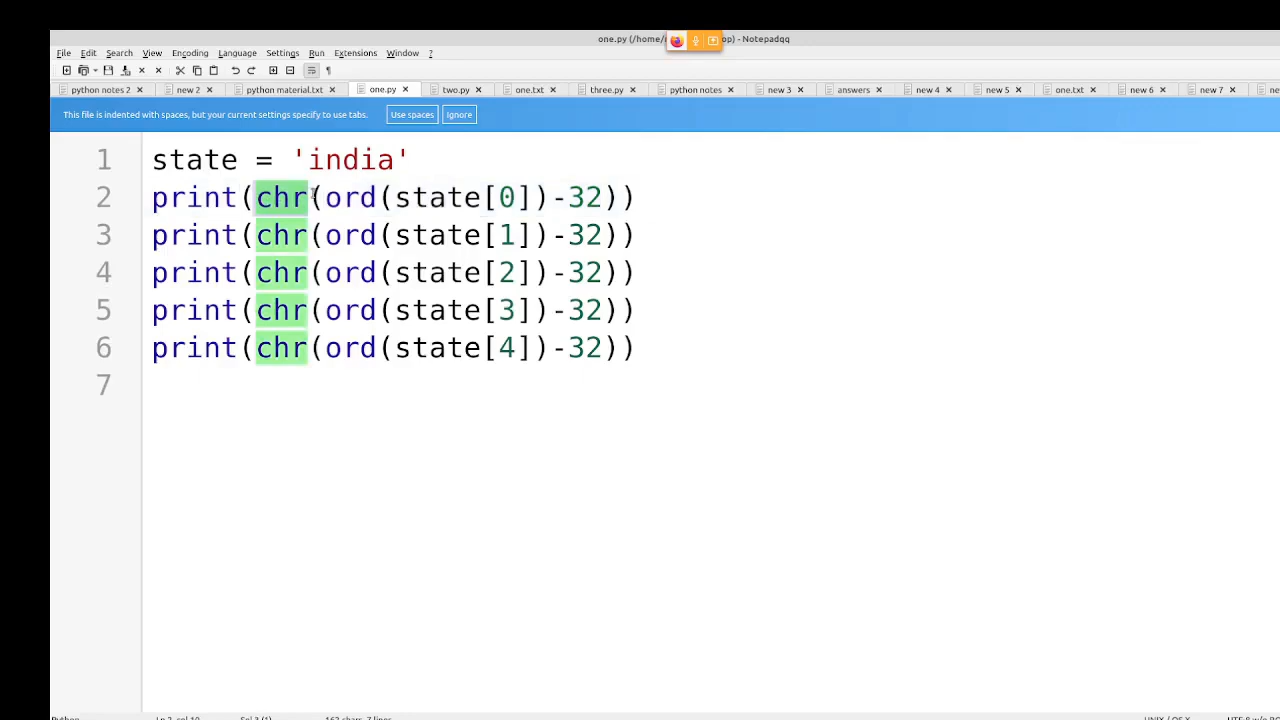 one.py (/home/ op) - Notepadqq
File Edit Search View Encoding Language Settings Run Extensions Window ?
python notes 2 new 2 python material.txt one.py two.py one.txt three.py python notes new 3 answers new 4 new 5 one.txt new 6 new 7
This file is indented with spaces, but your current settings specify to use tabs. Use spaces Ignore
1 state = 'india'
2 print(chr(ord(state[0])-32))
3 print(chr(ord(state[1])-32))
4 print(chr(ord(state[2])-32))
5 print(chr(ord(state[3])-32))
6 print(chr(ord(state[4])-32))
7